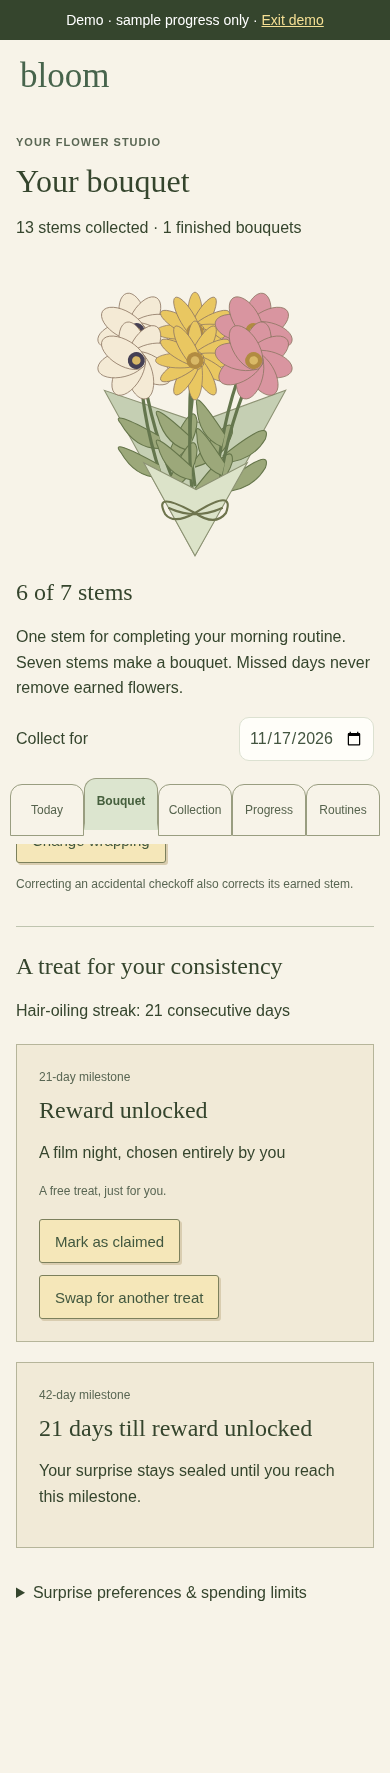 Demo · sample progress only · Exit demo
bloom
YOUR FLOWER STUDIO
Your bouquet
13 stems collected · 1 finished bouquets
6 of 7 stems
One stem for completing your morning routine.
Seven stems make a bouquet. Missed days never
remove earned flowers.
Collect for 11/17/2026
Today Bouquet Collection Progress Routines
Change wrapping
Correcting an accidental checkoff also corrects its earned stem.
A treat for your consistency
Hair-oiling streak: 21 consecutive days
21-day milestone
Reward unlocked
A film night, chosen entirely by you
A free treat, just for you.
Mark as claimed
Swap for another treat
42-day milestone
21 days till reward unlocked
Your surprise stays sealed until you reach
this milestone.
Surprise preferences & spending limits